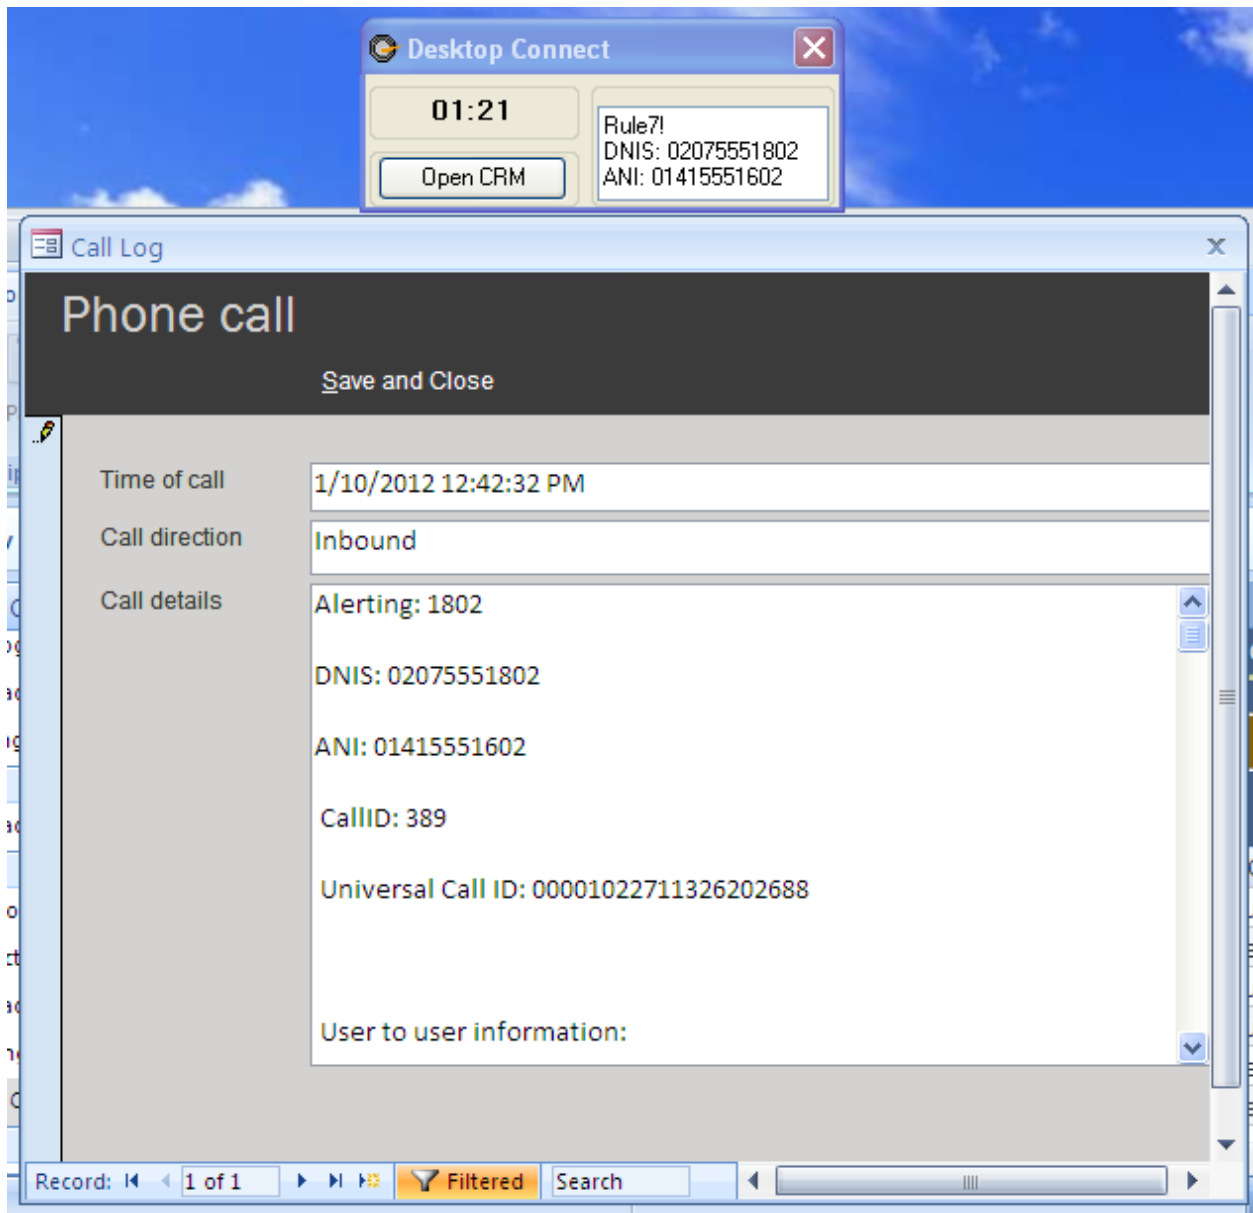 Desktop Connect
01:21
Open CRM
Rule7!
DNIS: 02075551802
ANI: 01415551602
Call Log
Phone call
Save and Close
Time of call
1/10/2012 12:42:32 PM
Call direction
Inbound
Call details
Alerting: 1802
DNIS: 02075551802
ANI: 01415551602
CallID: 389
Universal Call ID: 00001022711326202688
User to user information:
Record: 1 of 1
Filtered
Search